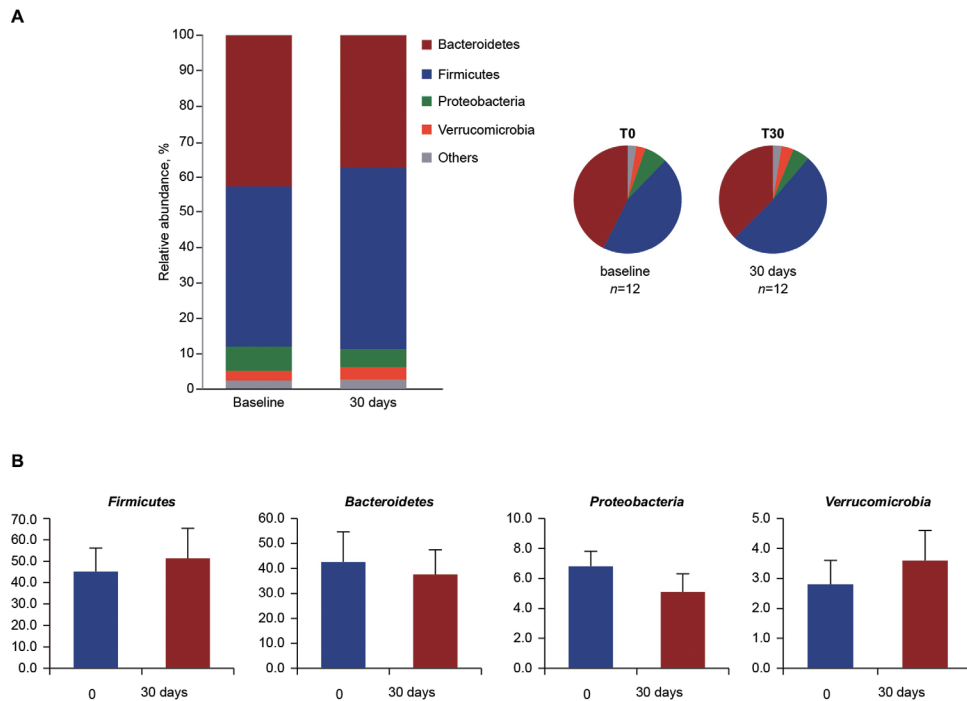 A
Relative abundance, %
100
90
80
70
60
50
40
30
20
10
0
Baseline
30 days
Bacteroidetes
Firmicutes
Proteobacteria
Verrucomicrobia
Others
T0
baseline
n=12
T30
30 days
n=12
B
Firmicutes
70.0
60.0
50.0
40.0
30.0
20.0
10.0
0.0
0
30 days
Bacteroidetes
60.0
50.0
40.0
30.0
20.0
10.0
0.0
0
30 days
Proteobacteria
10.0
8.0
6.0
4.0
2.0
0.0
0
30 days
Verrucomicrobia
5.0
4.0
3.0
2.0
1.0
0.0
0
30 days